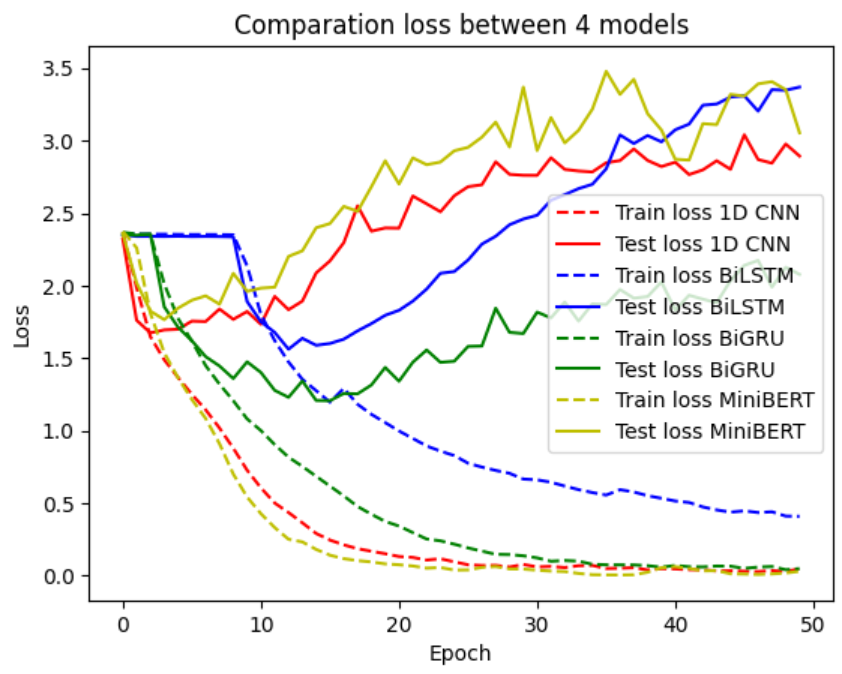 Comparation loss between 4 models
Loss
3.5
3.0
2.5
2.0
1.5
1.0
0.5
0.0
Train loss 1D CNN
Test loss 1D CNN
Train loss BiLSTM
Test loss BiLSTM
Train loss BiGRU
Test loss BiGRU
Train loss MiniBERT
Test loss MiniBERT
0 10 20 30 40 50
Epoch